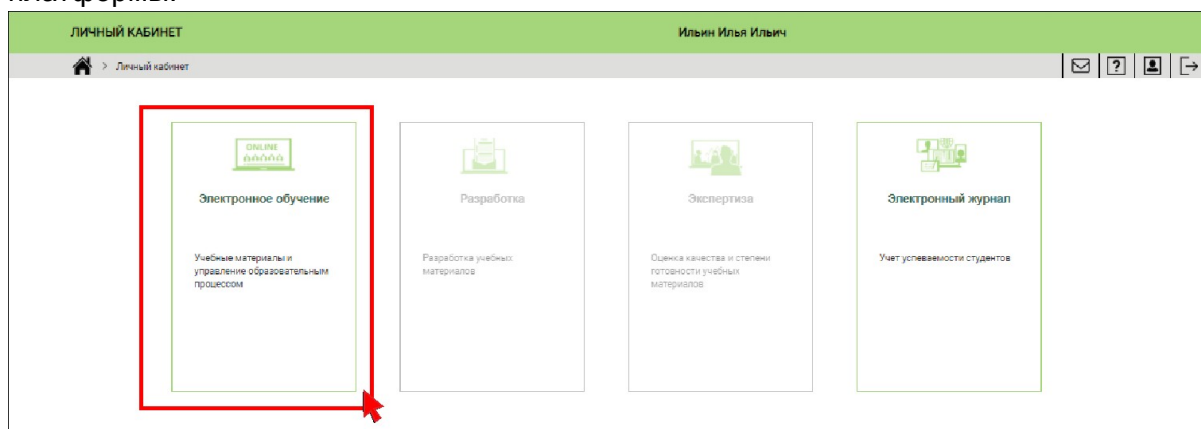 ЛИЧНЫЙ КАБИНЕТ
Ильин Илья Ильич
> Личный кабинет
?
ONLINE
Электронное обучение
Учебные материалы и
управление образовательным
процессом
Разработка
Разработка учебных
материалов
Экспертиза
Оценка качества и степени
готовности учебных
материалов
Электронный журнал
Учет успеваемости студентов